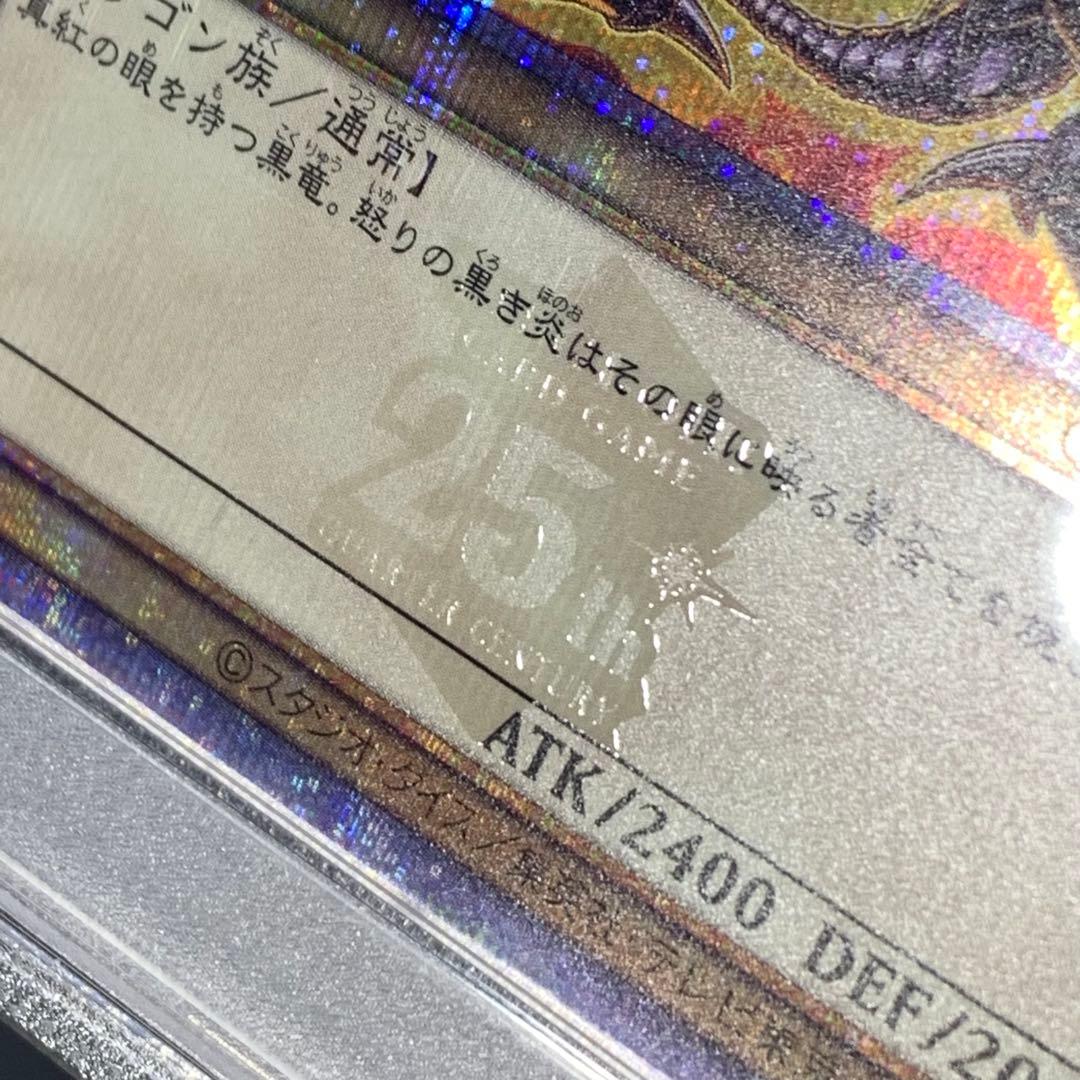 ゴン族／通常】
真紅の眼を持つ黒竜。怒りの黒き炎はその眼に映る者全てを焼
CARD GAME
25th
QUARTER CENTURY
ATK/2400 DEF/20
©スタジオ・ダイス／集英社・テレビ東